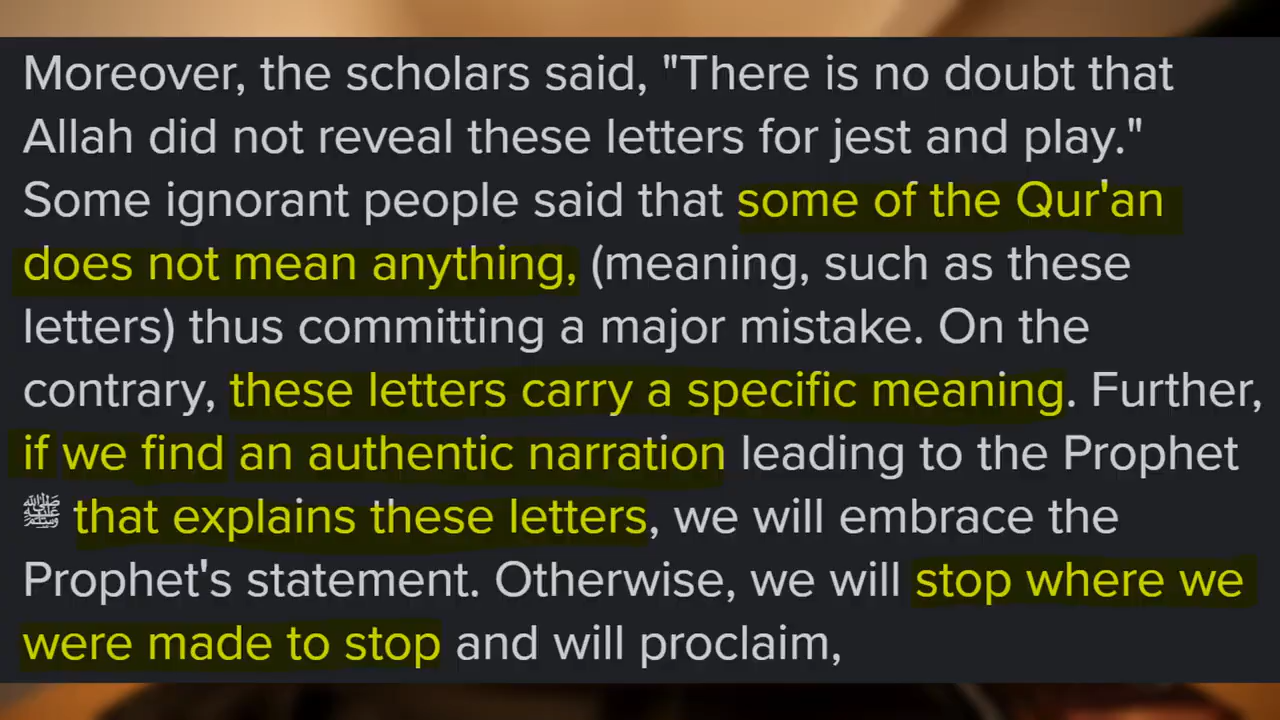 Moreover, the scholars said, "There is no doubt that
Allah did not reveal these letters for jest and play."
Some ignorant people said that some of the Qur'an
does not mean anything, (meaning, such as these
letters) thus committing a major mistake. On the
contrary, these letters carry a specific meaning. Further,
if we find an authentic narration leading to the Prophet
ﷺ that explains these letters, we will embrace the
Prophet's statement. Otherwise, we will stop where we
were made to stop and will proclaim,